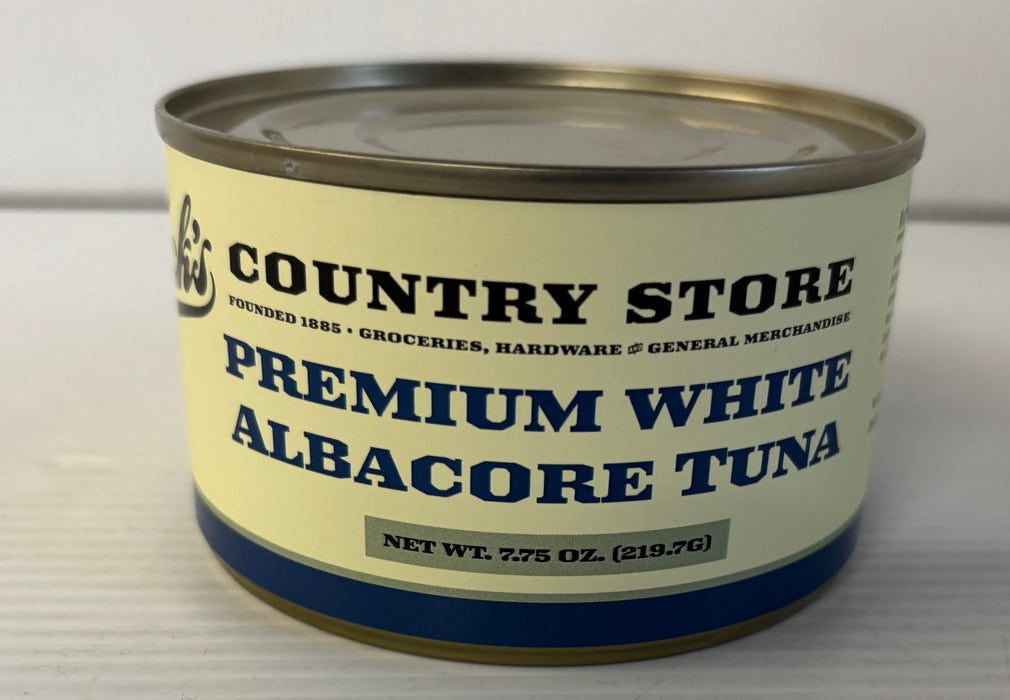 COUNTRY STORE
FOUNDED 1885 • GROCERIES, HARDWARE AND GENERAL MERCHANDISE
PREMIUM WHITE
ALBACORE TUNA
NET WT. 7.75 OZ. (219.7G)